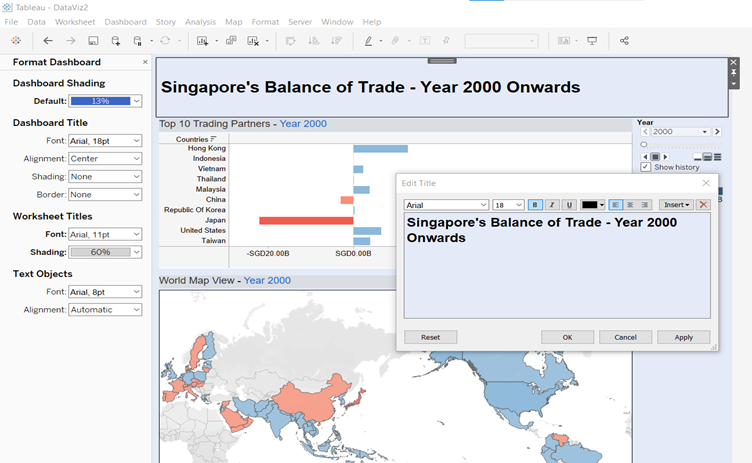 Tableau - DataViz2
File Data Worksheet Dashboard Story Analysis Map Format Server Window Help
Format Dashboard
Dashboard Shading
Default: 13%
Dashboard Title
Font: Arial, 18pt
Alignment: Center
Shading: None
Border: None
Worksheet Titles
Font: Arial, 11pt
Shading: 60%
Text Objects
Font: Arial, 8pt
Alignment: Automatic
Singapore's Balance of Trade - Year 2000 Onwards
Top 10 Trading Partners - Year 2000
Countries
Hong Kong
Indonesia
Vietnam
Thailand
Malaysia
China
Republic Of Korea
Japan
United States
Taiwan
-SGD20.00B SGD0.00B
World Map View - Year 2000
Year
2000
Show history
Edit Title
Arial 18 B I U Insert
Singapore's Balance of Trade - Year 2000
Onwards
Reset OK Cancel Apply